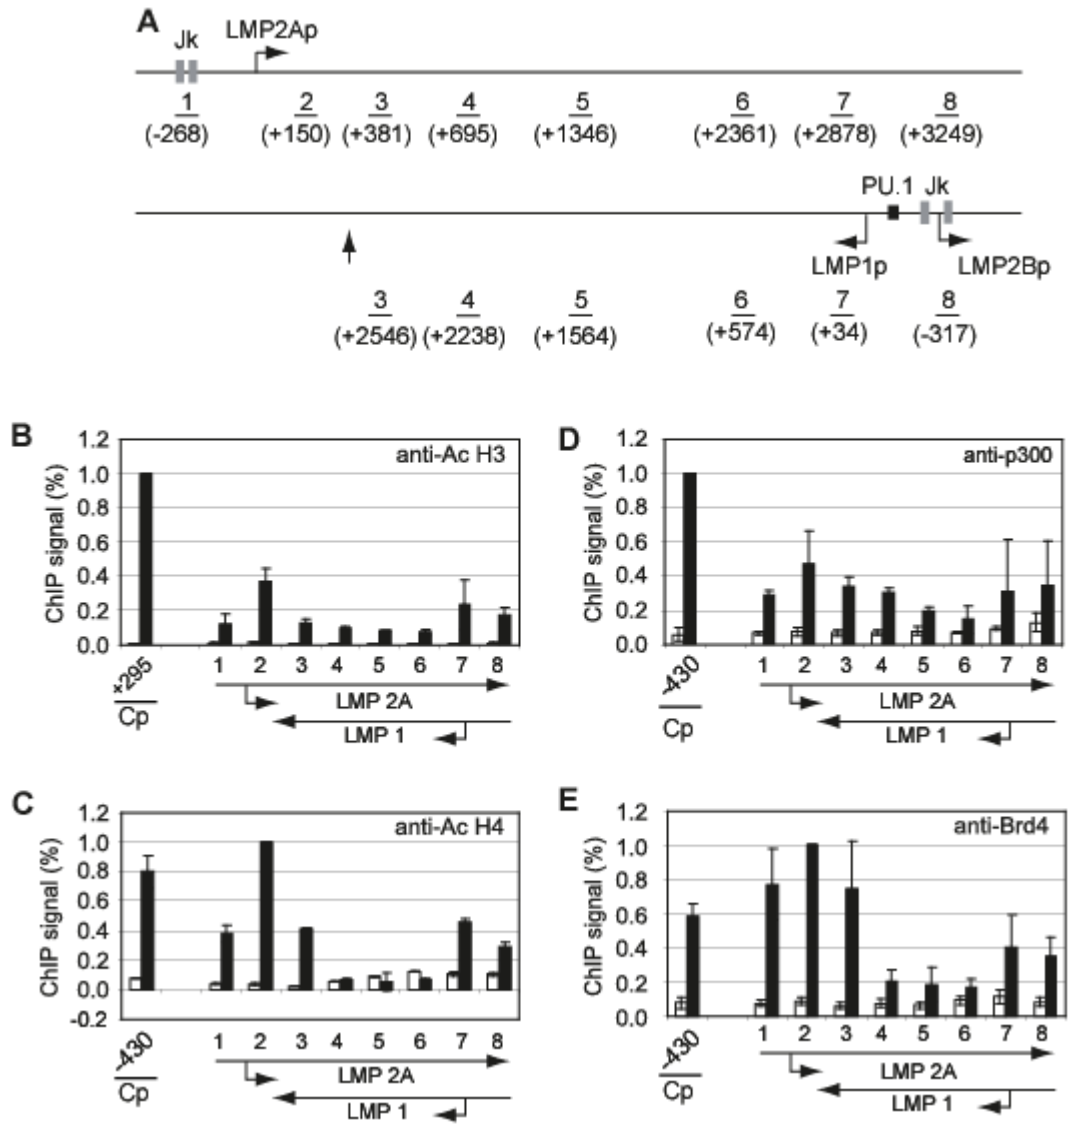 A
Jk LMP2Ap
1 2 3 4 5 6 7 8
(-268) (+150) (+381) (+695) (+1346) (+2361) (+2878) (+3249)
PU.1 Jk
LMP1p LMP2Bp
3 4 5 6 7 8
(+2546) (+2238) (+1564) (+574) (+34) (-317)
B
anti-Ac H3
ChIP signal (%)
1.2
1.0
0.8
0.6
0.4
0.2
0.0
+295
Cp
1 2 3 4 5 6 7 8
LMP 2A
LMP 1
D
anti-p300
ChIP signal (%)
1.2
1.0
0.8
0.6
0.4
0.2
0.0
-430
Cp
1 2 3 4 5 6 7 8
LMP 2A
LMP 1
C
anti-Ac H4
ChIP signal (%)
1.2
1.0
0.8
0.6
0.4
0.2
0.0
-0.2
-430
Cp
1 2 3 4 5 6 7 8
LMP 2A
LMP 1
E
anti-Brd4
ChIP signal (%)
1.2
1.0
0.8
0.6
0.4
0.2
0.0
-430
Cp
1 2 3 4 5 6 7 8
LMP 2A
LMP 1